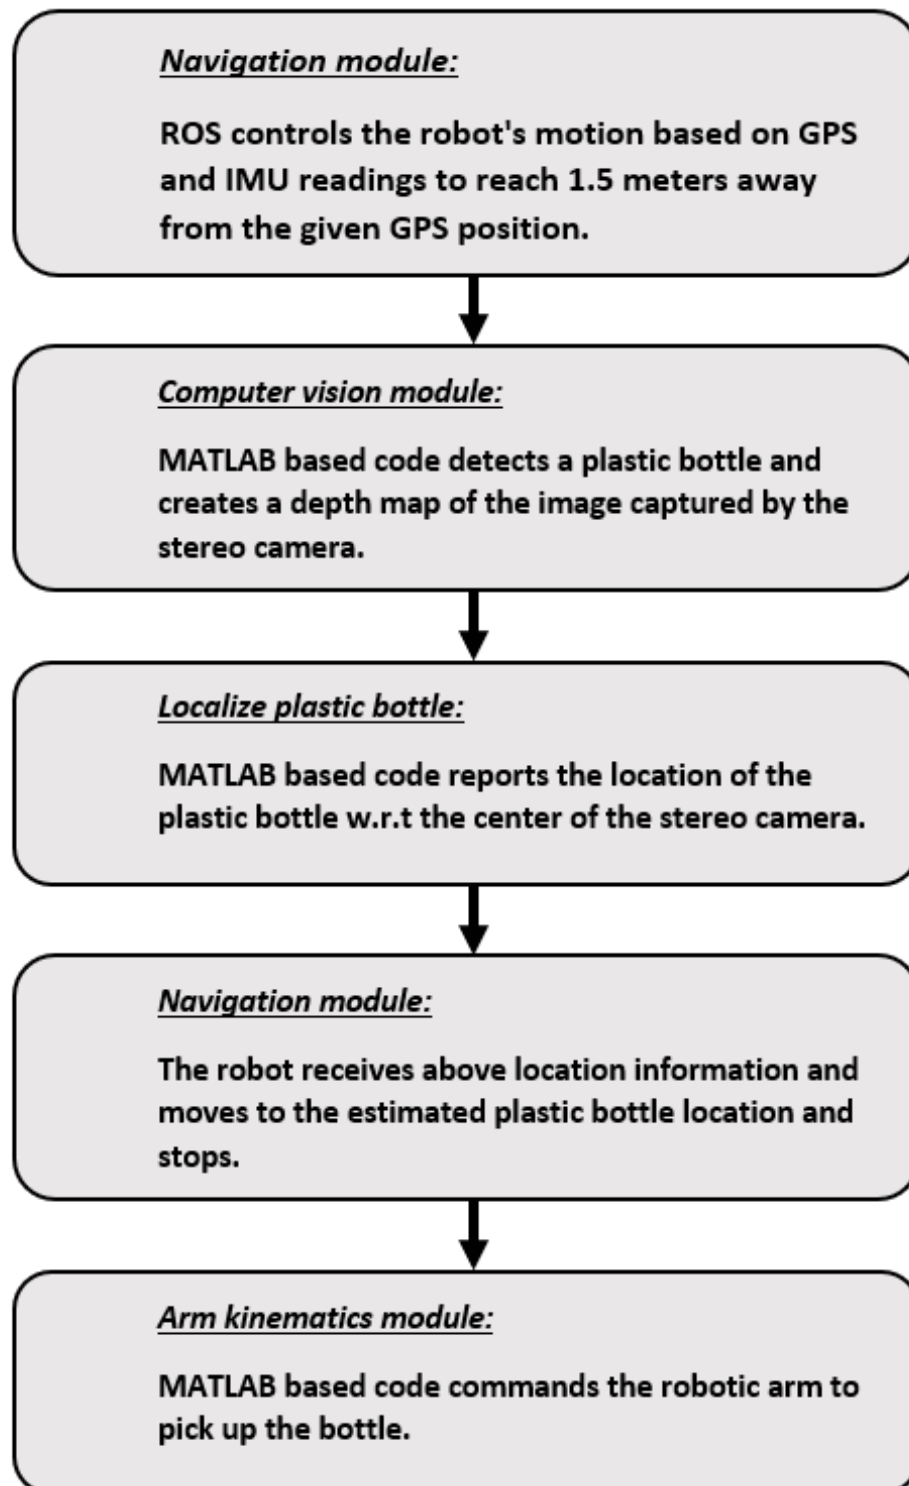 Navigation module:
ROS controls the robot's motion based on GPS
and IMU readings to reach 1.5 meters away
from the given GPS position.
Computer vision module:
MATLAB based code detects a plastic bottle and
creates a depth map of the image captured by the
stereo camera.
Localize plastic bottle:
MATLAB based code reports the location of the
plastic bottle w.r.t the center of the stereo camera.
Navigation module:
The robot receives above location information and
moves to the estimated plastic bottle location and
stops.
Arm kinematics module:
MATLAB based code commands the robotic arm to
pick up the bottle.